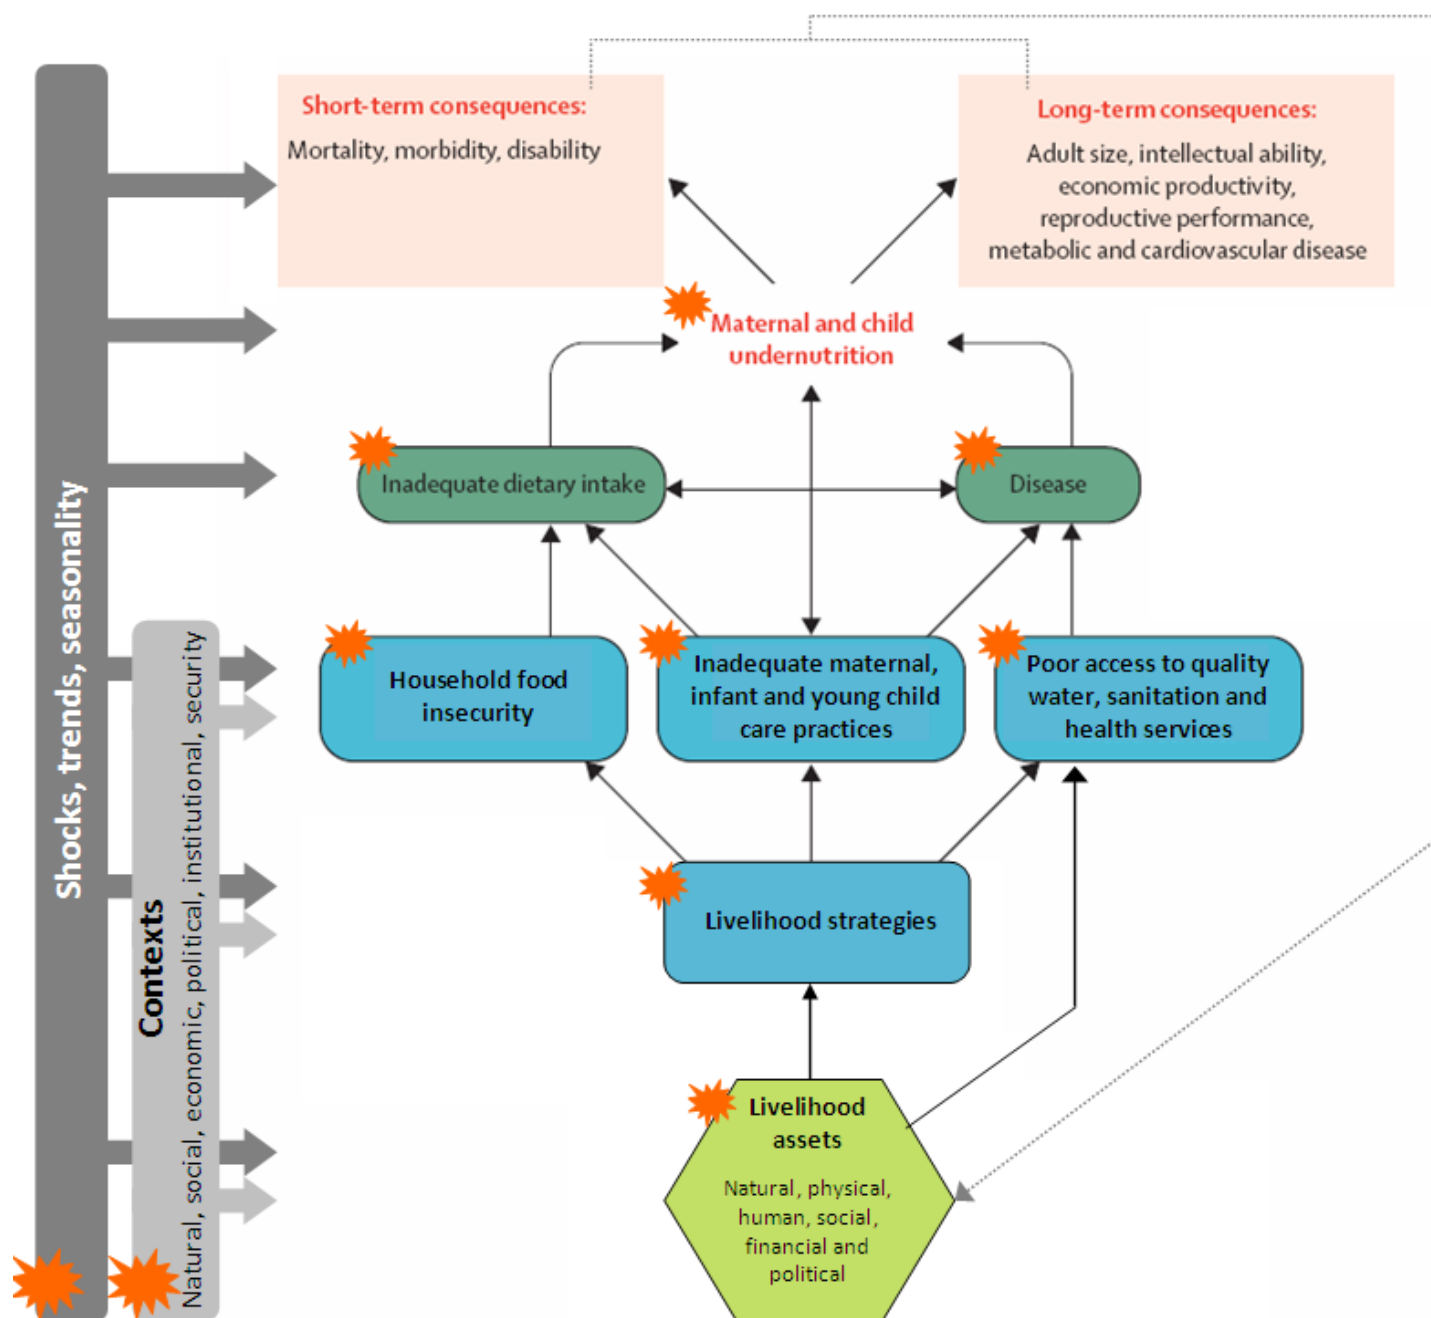 Short-term consequences:
Mortality, morbidity, disability
Long-term consequences:
Adult size, intellectual ability,
economic productivity,
reproductive performance,
metabolic and cardiovascular disease
Maternal and child
undernutrition
Inadequate dietary intake
Disease
Shocks, trends, seasonality
Contexts
Natural, social, economic, political, institutional, security
Household food
insecurity
Inadequate maternal,
infant and young child
care practices
Poor access to quality
water, sanitation and
health services
Livelihood strategies
Livelihood
assets
Natural, physical,
human, social,
financial and
political